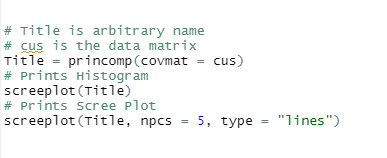 # Title is arbitrary name
# cus is the data matrix
Title = princomp(covmat = cus)
# Prints Histogram
screeplot(Title)
# Prints Scree Plot
screeplot(Title, npcs = 5, type = "lines")